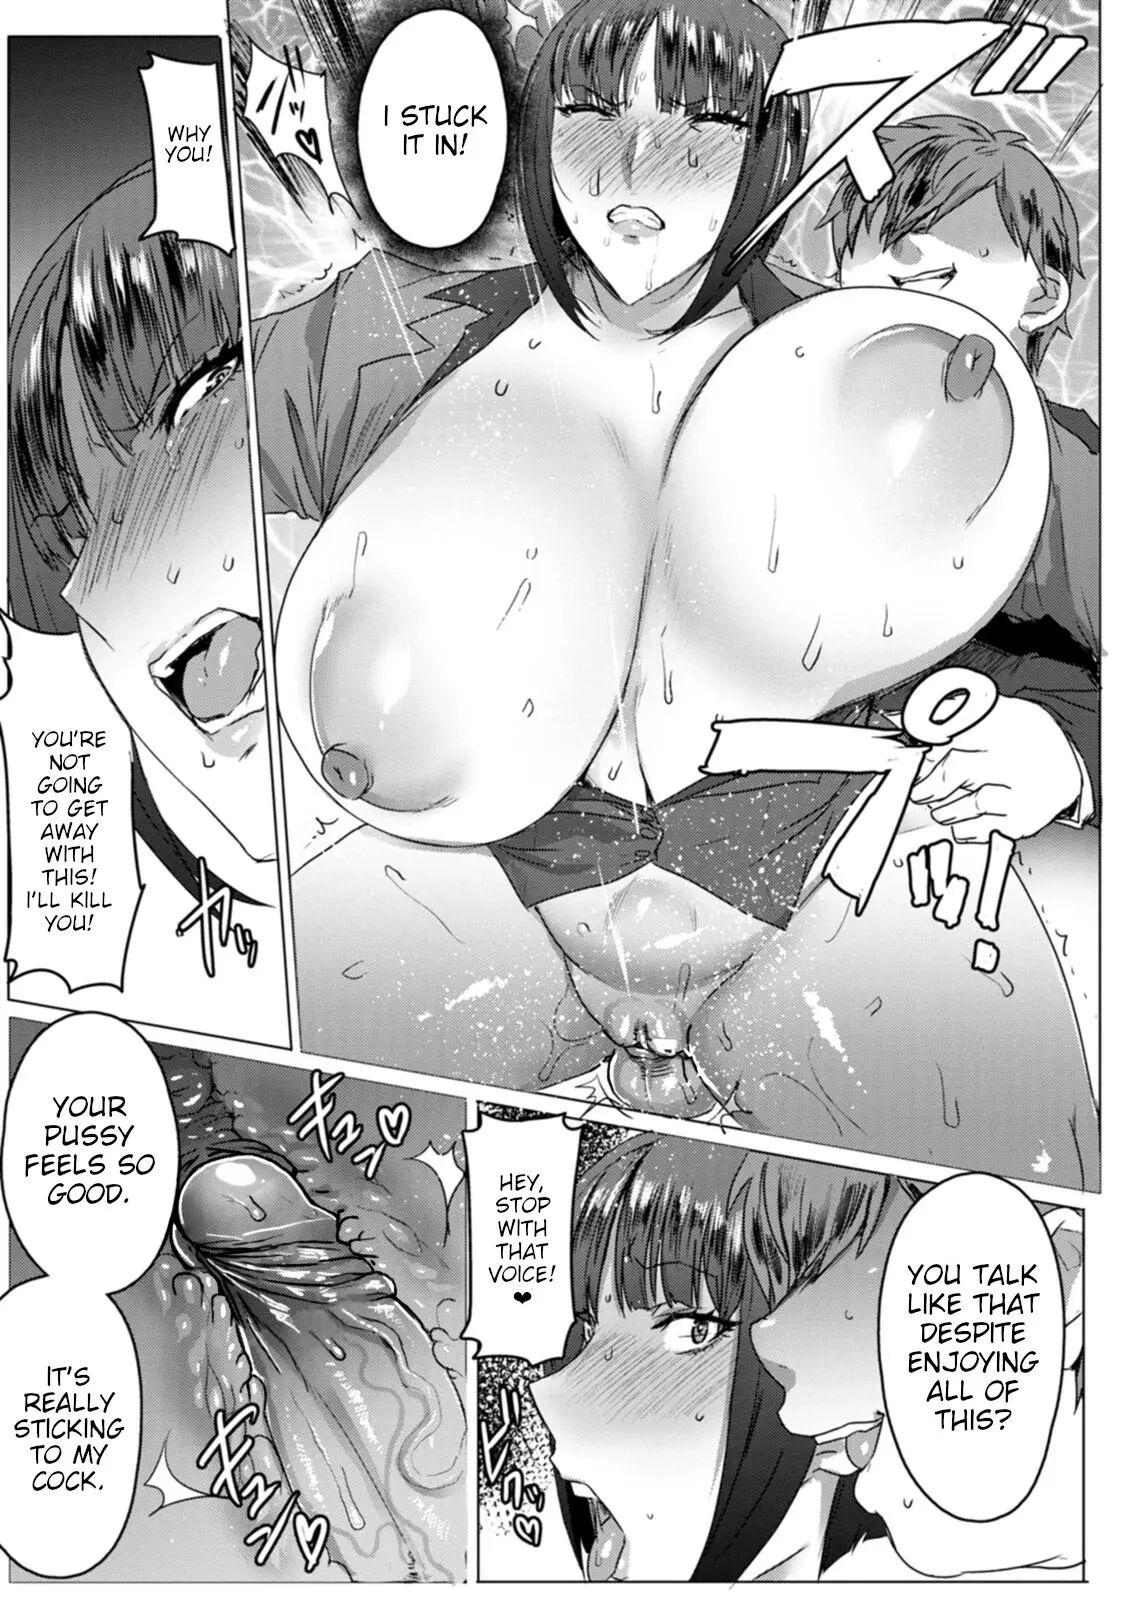 I STUCK
IT IN!
WHY
YOU!
YOU'RE
NOT
GOING
TO GET
AWAY
WITH
THIS!
I'LL KILL
YOU!
YOU TALK
LIKE THAT
DESPITE
ENJOYING
ALL OF
THIS?
HEY,
STOP
WITH
THAT
VOICE!
❤
YOUR
PUSSY
FEELS SO
GOOD.
IT'S
REALLY
STICKING
TO MY
COCK.